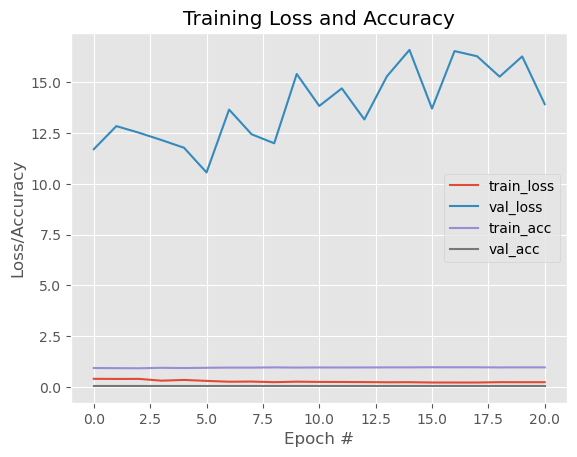 Training Loss and Accuracy
15.0
12.5
10.0
7.5
5.0
2.5
0.0
Loss/Accuracy
train_loss
val_loss
train_acc
val_acc
0.0 2.5 5.0 7.5 10.0 12.5 15.0 17.5 20.0
Epoch #